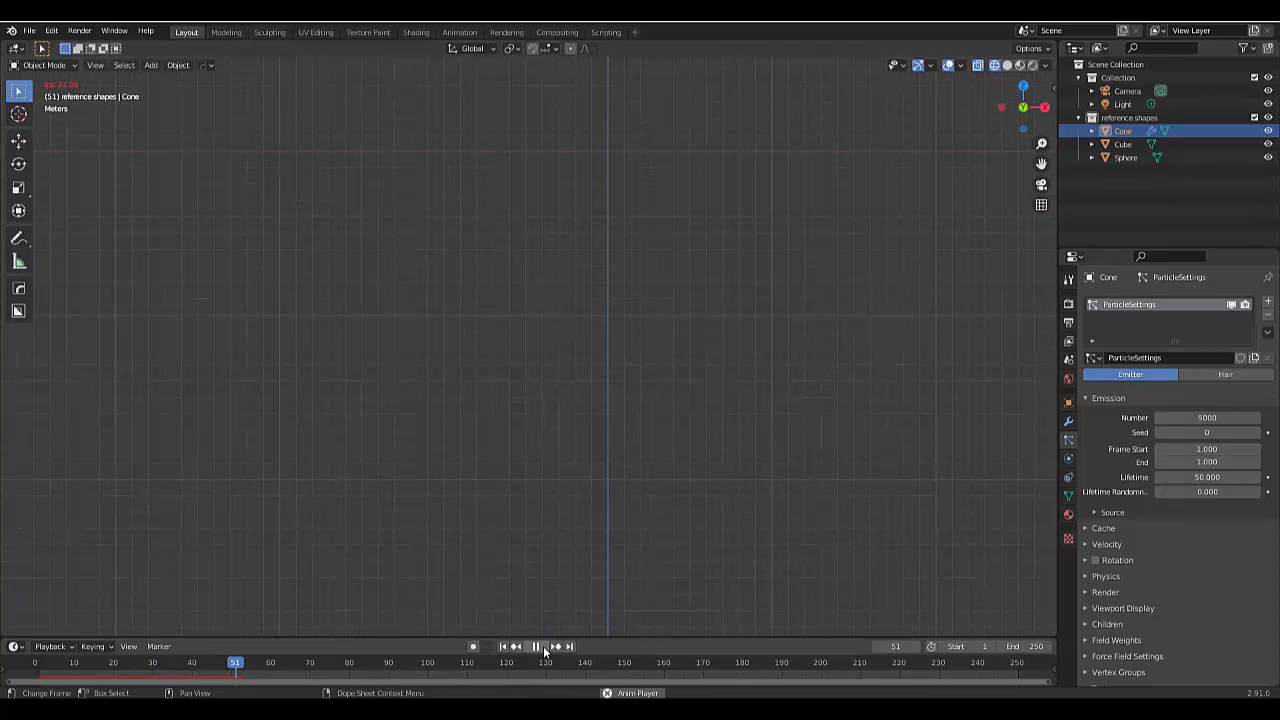 File Edit Render Window Help Layout Modeling Sculpting UV Editing Texture Paint Shading Animation Rendering Compositing Scripting + Scene View Layer
Global Options
Object Mode View Select Add Object
(51) reference shapes | Cone
Meters
Z
Y
X
Scene Collection
Collection
Camera
Light
reference shapes
Cone
Cube
Sphere
Cone ParticleSettings
ParticleSettings
ParticleSettings
Emitter Hair
Emission
Number 5000
Seed 0
Frame Start 1.000
End 1.000
Lifetime 50.000
Lifetime Randomn... 0.000
Source
Cache
Velocity
Rotation
Physics
Render
Viewport Display
Children
Field Weights
Force Field Settings
Vertex Groups
Playback Keying View Marker 51 Start 1 End 250
0 10 20 30 40 51 60 70 80 90 100 110 120 130 140 150 160 170 180 190 200 210 220 230 240 250
Change Frame Box Select Pan View Dope Sheet Context Menu Anim Player 2.91.0